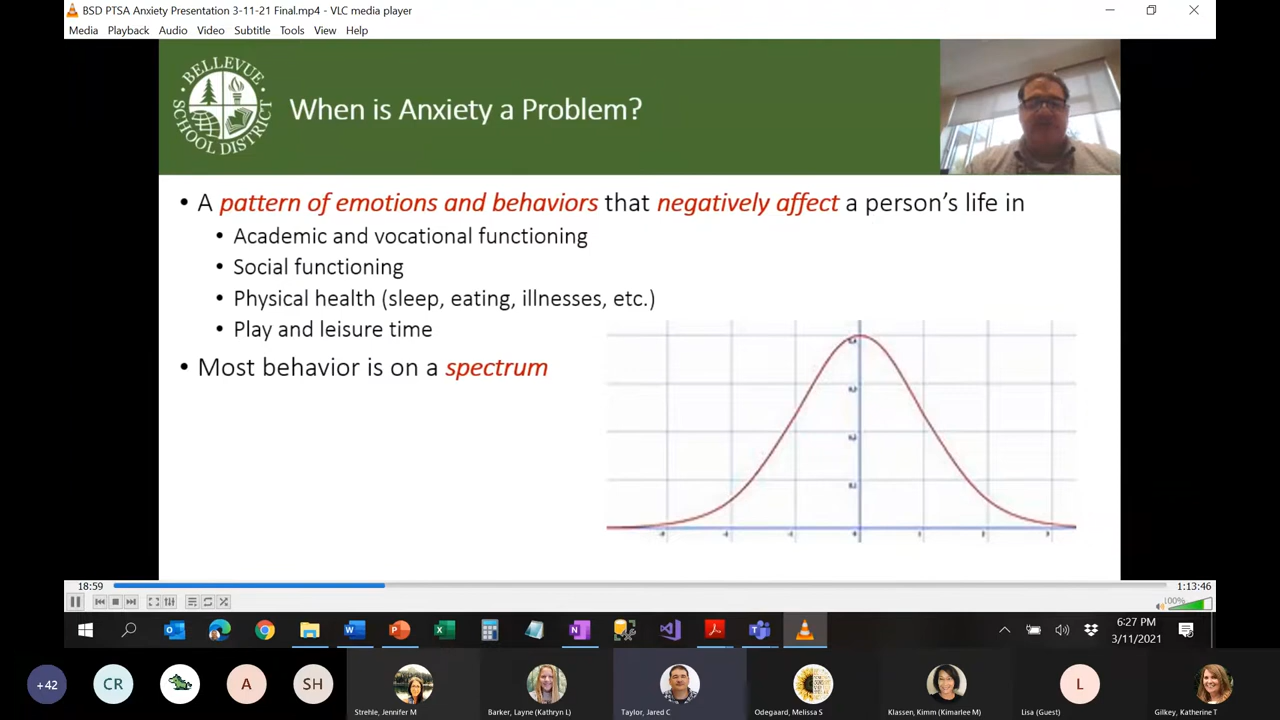 BSD PTSA Anxiety Presentation 3-11-21 Final.mp4 - VLC media player
Media Playback Audio Video Subtitle Tools View Help
BELLEVUE
SCHOOL DISTRICT
When is Anxiety a Problem?
• A pattern of emotions and behaviors that negatively affect a person’s life in
• Academic and vocational functioning
• Social functioning
• Physical health (sleep, eating, illnesses, etc.)
• Play and leisure time
• Most behavior is on a spectrum
18:59
1:13:46
100%
6:27 PM
3/11/2021
+42
CR
A
SH
L
Strehle, Jennifer M
Barker, Layne (Kathryn L)
Taylor, Jared C
Odegaard, Melissa S
Klassen, Kimm (Kimarlee M)
Lisa (Guest)
Gilkey, Katherine T